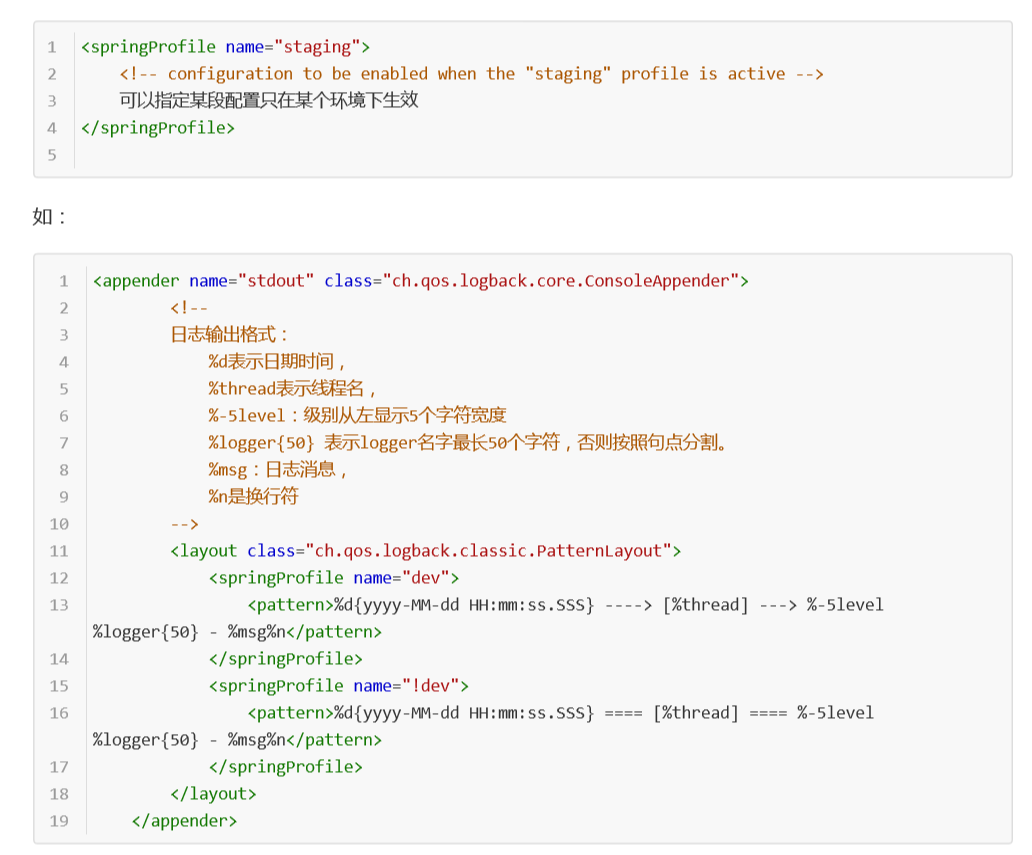 1 <springProfile name="staging">
2     <!-- configuration to be enabled when the "staging" profile is active -->
3     可以指定某段配置只在某个环境下生效
4 </springProfile>
5
如：
1 <appender name="stdout" class="ch.qos.logback.core.ConsoleAppender">
2         <!--
3         日志输出格式：
4             %d表示日期时间，
5             %thread表示线程名，
6             %-5level：级别从左显示5个字符宽度
7             %logger{50} 表示logger名字最长50个字符，否则按照句点分割。
8             %msg：日志消息，
9             %n是换行符
10         -->
11         <layout class="ch.qos.logback.classic.PatternLayout">
12             <springProfile name="dev">
13                 <pattern>%d{yyyy-MM-dd HH:mm:ss.SSS} ----> [%thread] ---> %-5level
%logger{50} - %msg%n</pattern>
14             </springProfile>
15             <springProfile name="!dev">
16                 <pattern>%d{yyyy-MM-dd HH:mm:ss.SSS} ==== [%thread] ==== %-5level
%logger{50} - %msg%n</pattern>
17             </springProfile>
18         </layout>
19     </appender>